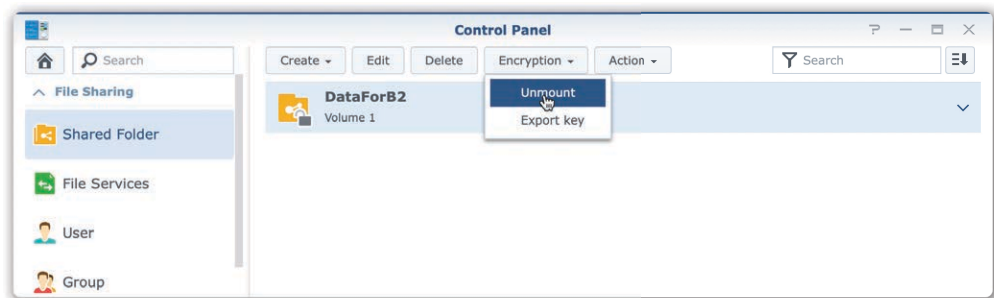 Control Panel
Search
Create Edit Delete Encryption Action Search
File Sharing
DataForB2
Volume 1
Unmount
Export key
Shared Folder
File Services
User
Group